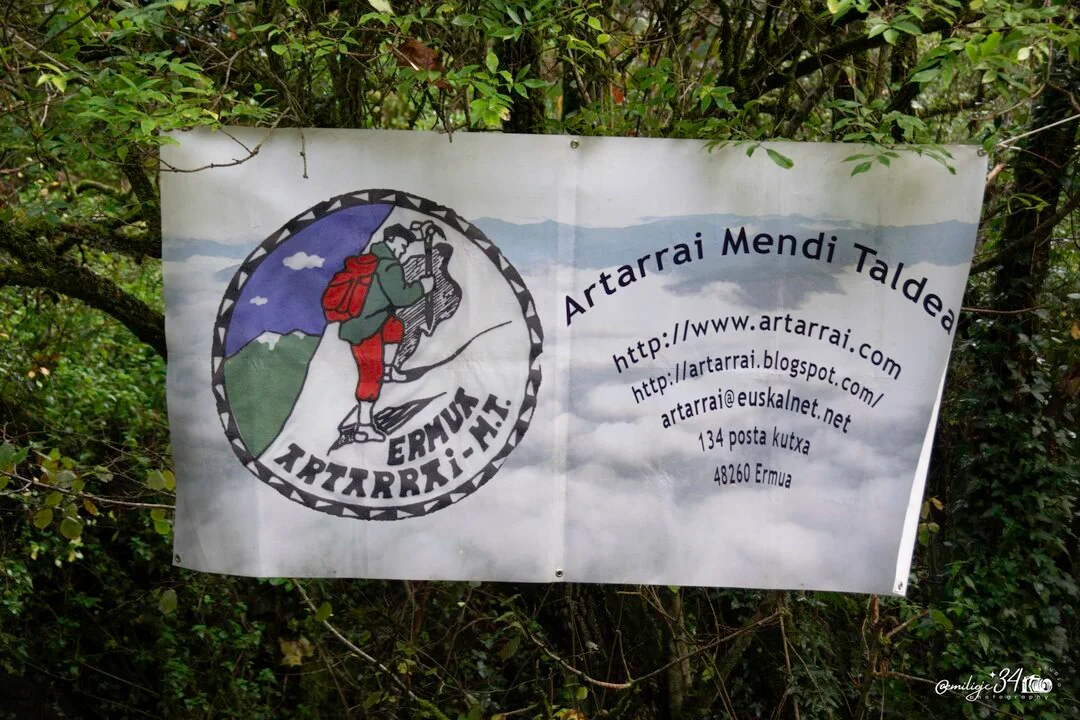 ERMUA
ARTARRAi-M.T.
Artarrai Mendi Taldea
http://www.artarrai.com
http://artarrai.blogspot.com/
artarrai@euskalnet.net
134 posta kutxa
48260 Ermua